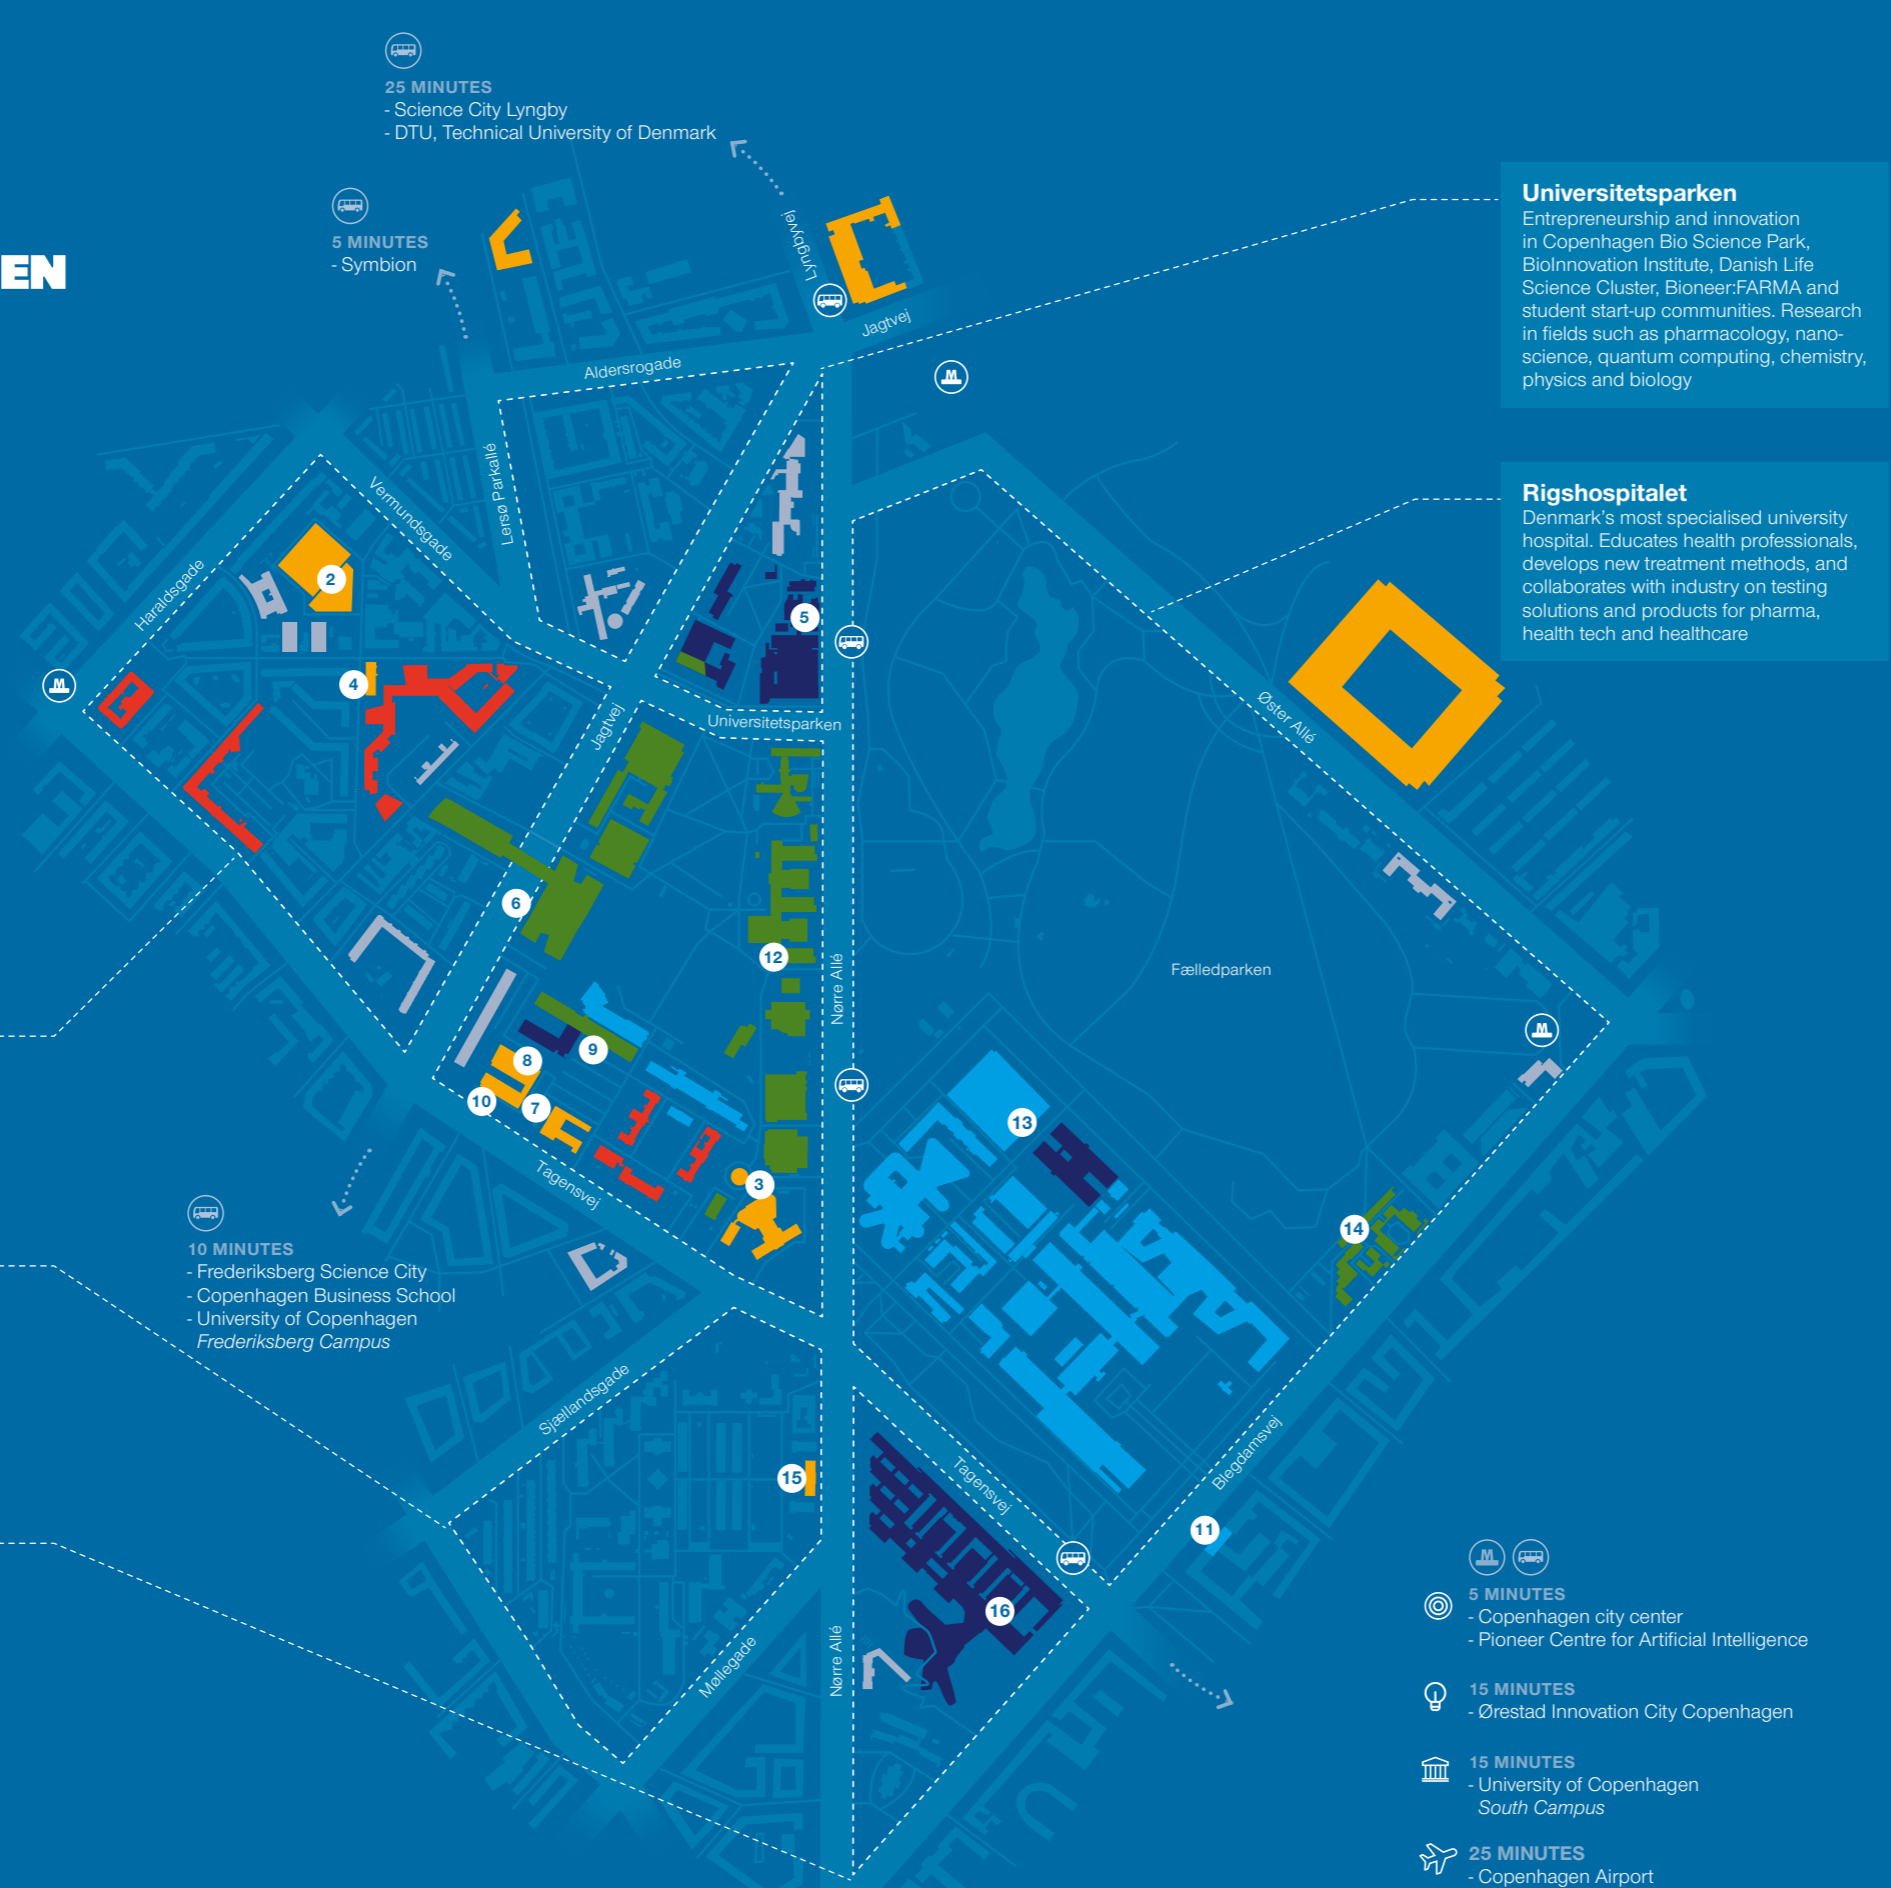 25 MINUTES
- Science City Lyngby
- DTU, Technical University of Denmark
5 MINUTES
- Symbion
EN
Lyngbyvej
Jagtvej
Aldersrogade
M
Universitetsparken
Entrepreneurship and innovation
in Copenhagen Bio Science Park,
BioInnovation Institute, Danish Life
Science Cluster, Bioneer:FARMA and
student start-up communities. Research
in fields such as pharmacology, nano-
science, quantum computing, chemistry,
physics and biology
Rigshospitalet
Denmark's most specialised university
hospital. Educates health professionals,
develops new treatment methods, and
collaborates with industry on testing
solutions and products for pharma,
health tech and healthcare
Lersø Parkallé
Vermundsgade
Haraldsgade
2
5
M
4
Jagtvej
Universitetsparken
Øster Allé
6
12
Nørre Allé
Fælledparken
M
8
9
10
7
13
3
Tagensvej
14
10 MINUTES
- Frederiksberg Science City
- Copenhagen Business School
- University of Copenhagen
Frederiksberg Campus
Sjællandsgade
15
Tagensvej
Blegdamsvej
11
16
Møllegade
Nørre Allé
M
5 MINUTES
- Copenhagen city center
- Pioneer Centre for Artificial Intelligence
15 MINUTES
- Ørestad Innovation City Copenhagen
15 MINUTES
- University of Copenhagen
South Campus
25 MINUTES
- Copenhagen Airport